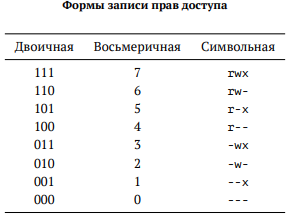 Формы записи прав доступа
Двоичная Восьмеричная Символьная
111 7 rwx
110 6 rw-
101 5 r-x
100 4 r--
011 3 -wx
010 2 -w-
001 1 --x
000 0 ---